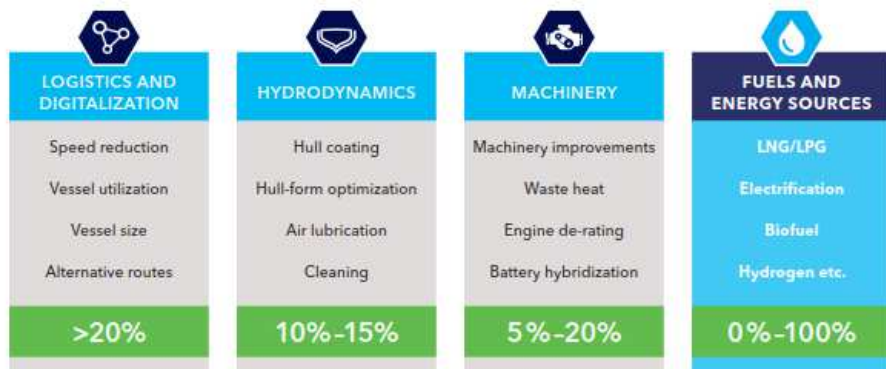 LOGISTICS AND
DIGITALIZATION
Speed reduction
Vessel utilization
Vessel size
Alternative routes
>20%
HYDRODYNAMICS
Hull coating
Hull-form optimization
Air lubrication
Cleaning
10%–15%
MACHINERY
Machinery improvements
Waste heat
Engine de-rating
Battery hybridization
5%–20%
FUELS AND
ENERGY SOURCES
LNG/LPG
Electrification
Biofuel
Hydrogen etc.
0%–100%